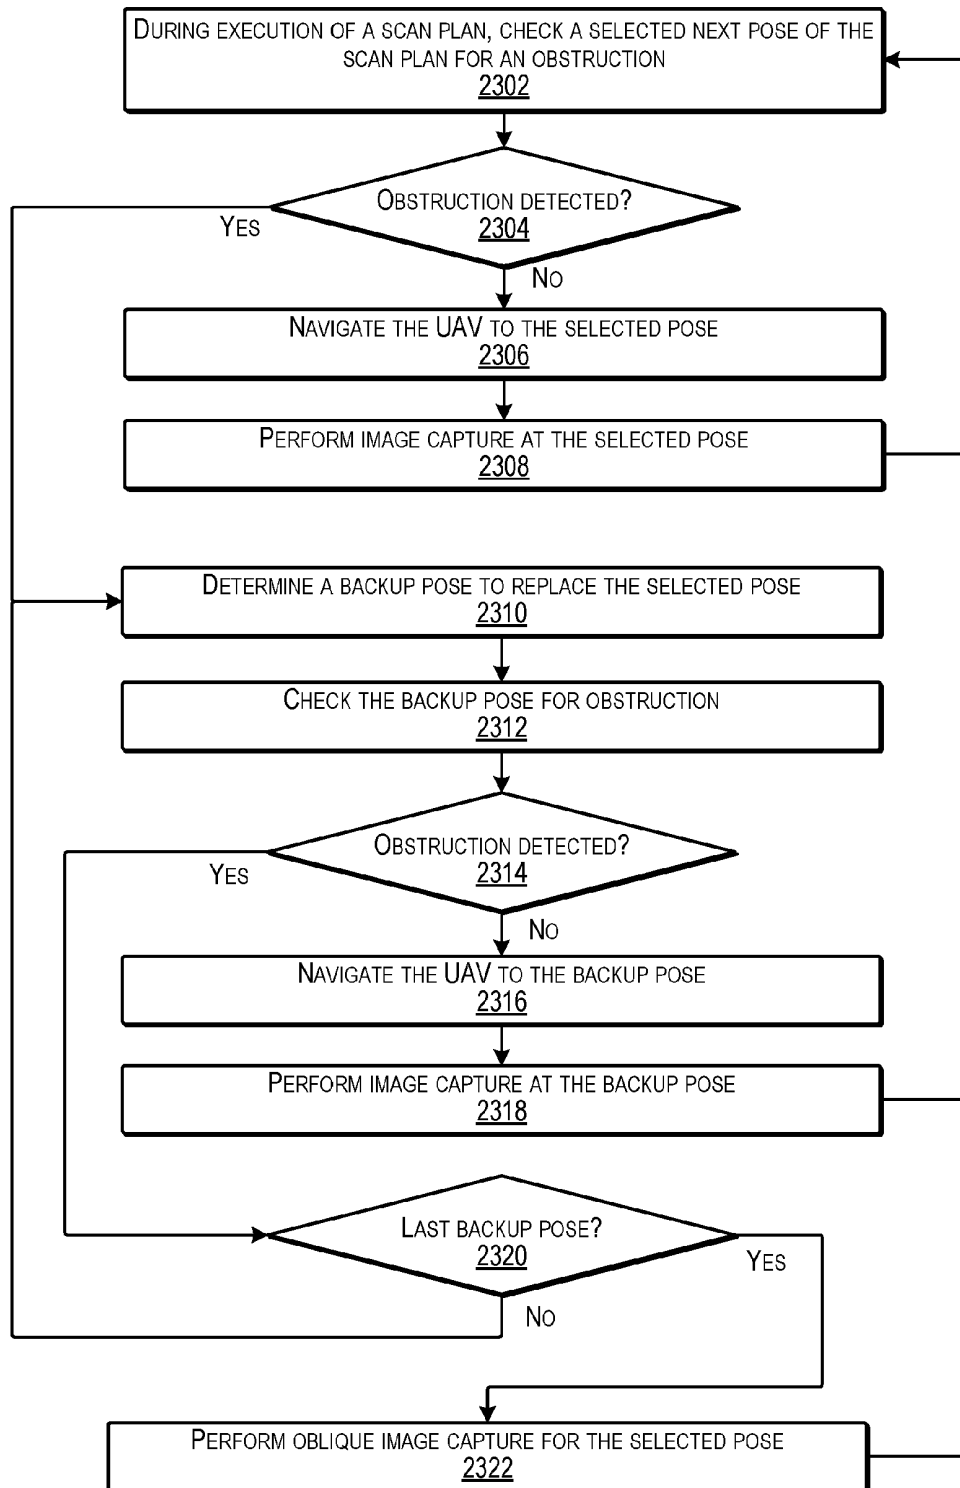 DURING EXECUTION OF A SCAN PLAN, CHECK A SELECTED NEXT POSE OF THE
SCAN PLAN FOR AN OBSTRUCTION
2302
OBSTRUCTION DETECTED?
2304
YES
NO
NAVIGATE THE UAV TO THE SELECTED POSE
2306
PERFORM IMAGE CAPTURE AT THE SELECTED POSE
2308
DETERMINE A BACKUP POSE TO REPLACE THE SELECTED POSE
2310
CHECK THE BACKUP POSE FOR OBSTRUCTION
2312
OBSTRUCTION DETECTED?
2314
YES
NO
NAVIGATE THE UAV TO THE BACKUP POSE
2316
PERFORM IMAGE CAPTURE AT THE BACKUP POSE
2318
LAST BACKUP POSE?
2320
YES
NO
PERFORM OBLIQUE IMAGE CAPTURE FOR THE SELECTED POSE
2322